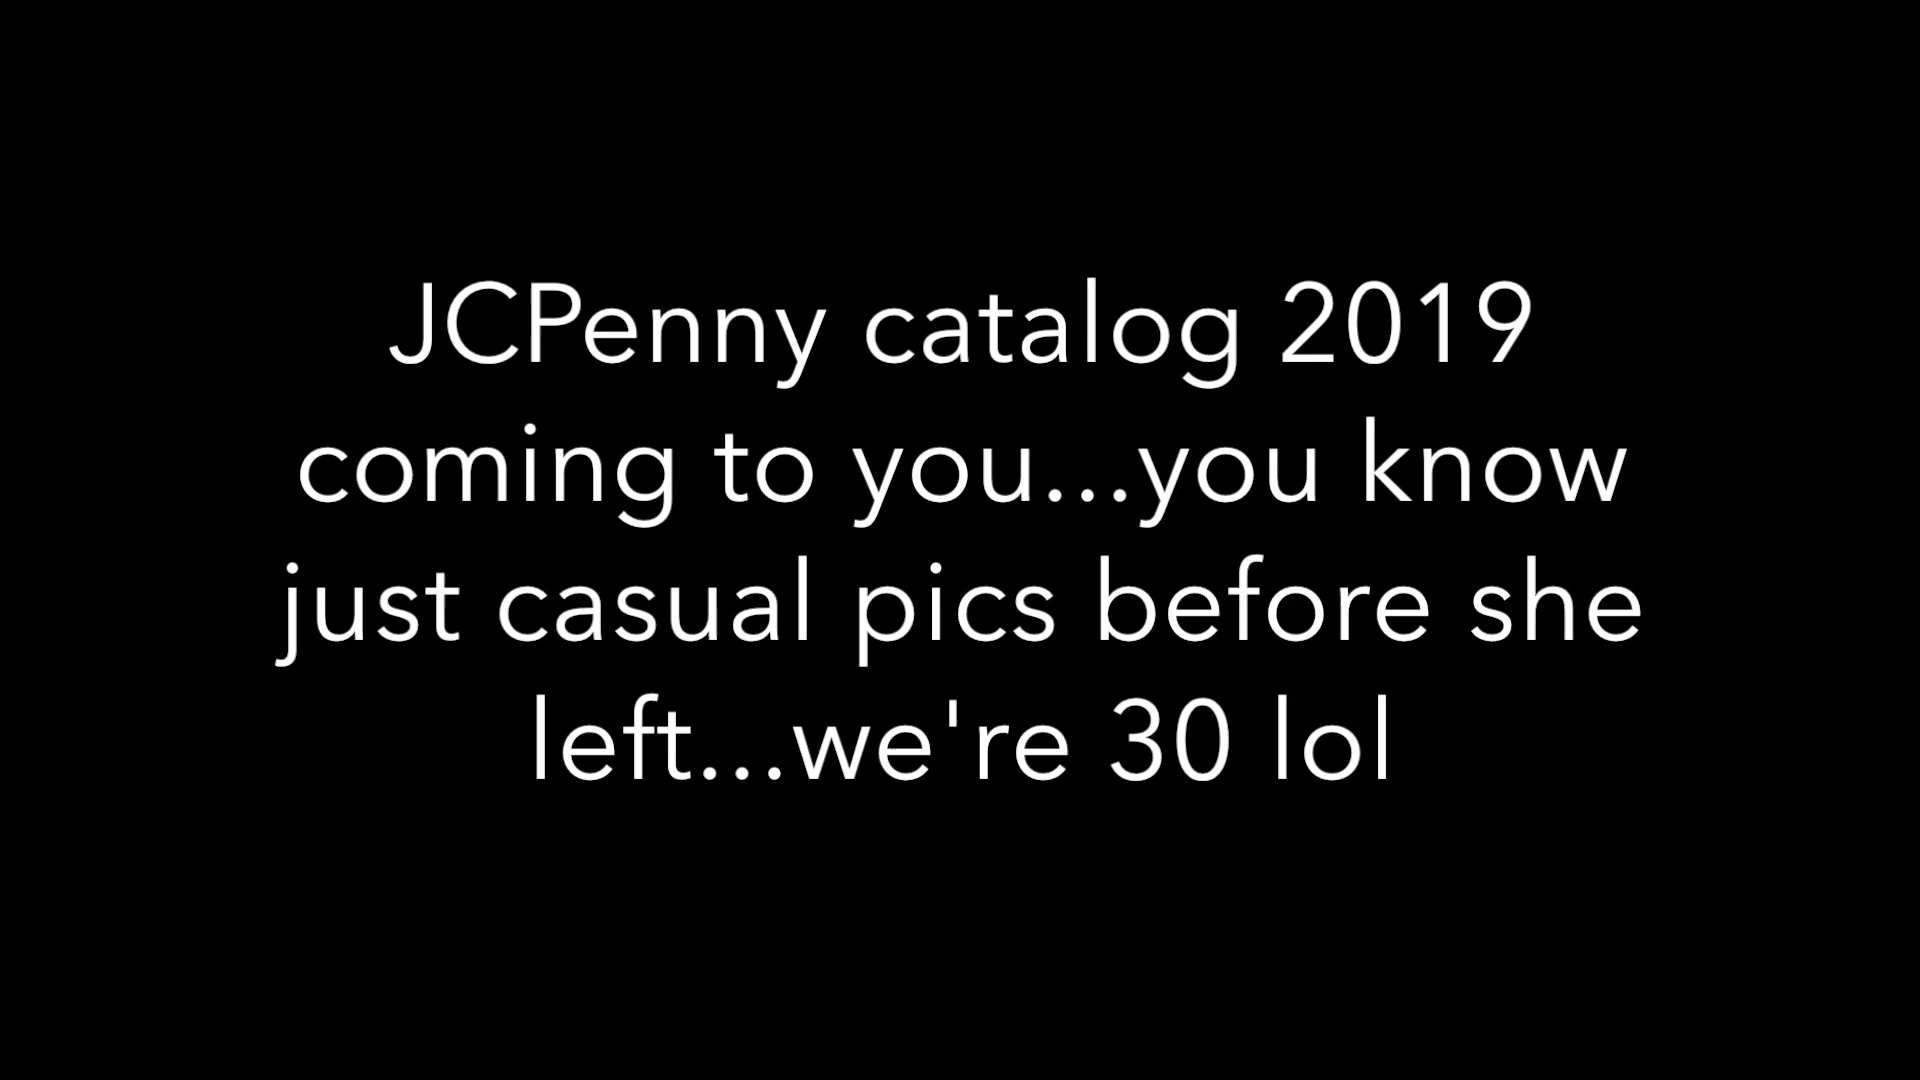 JCPenny catalog 2019
coming to you...you know
just casual pics before she
left...we're 30 lol